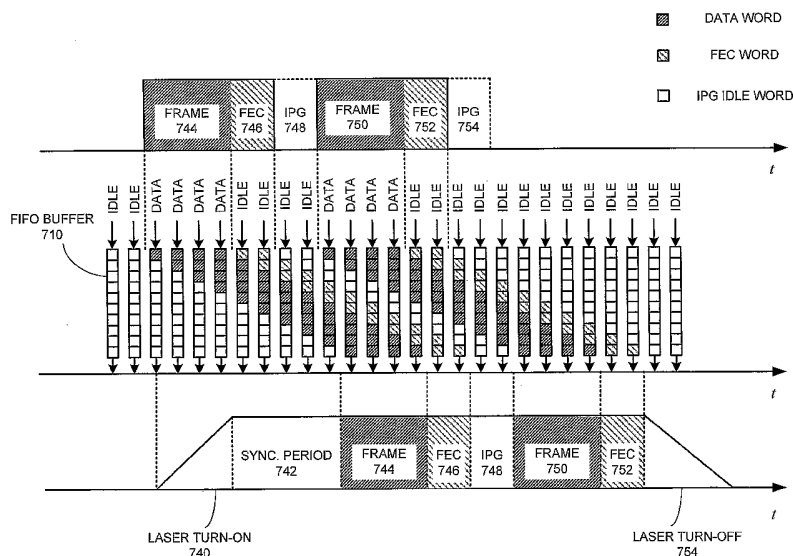 DATA WORD
FEC WORD
IPG IDLE WORD
FRAME
744
FEC
746
IPG
748
FRAME
750
FEC
752
IPG
754
t
IDLE
IDLE
DATA
DATA
DATA
DATA
IDLE
IDLE
IDLE
IDLE
DATA
DATA
DATA
DATA
IDLE
IDLE
IDLE
IDLE
IDLE
IDLE
IDLE
IDLE
IDLE
IDLE
IDLE
IDLE
IDLE
FIFO BUFFER
710
t
SYNC. PERIOD
742
FRAME
744
FEC
746
IPG
748
FRAME
750
FEC
752
t
LASER TURN-ON
740
LASER TURN-OFF
754